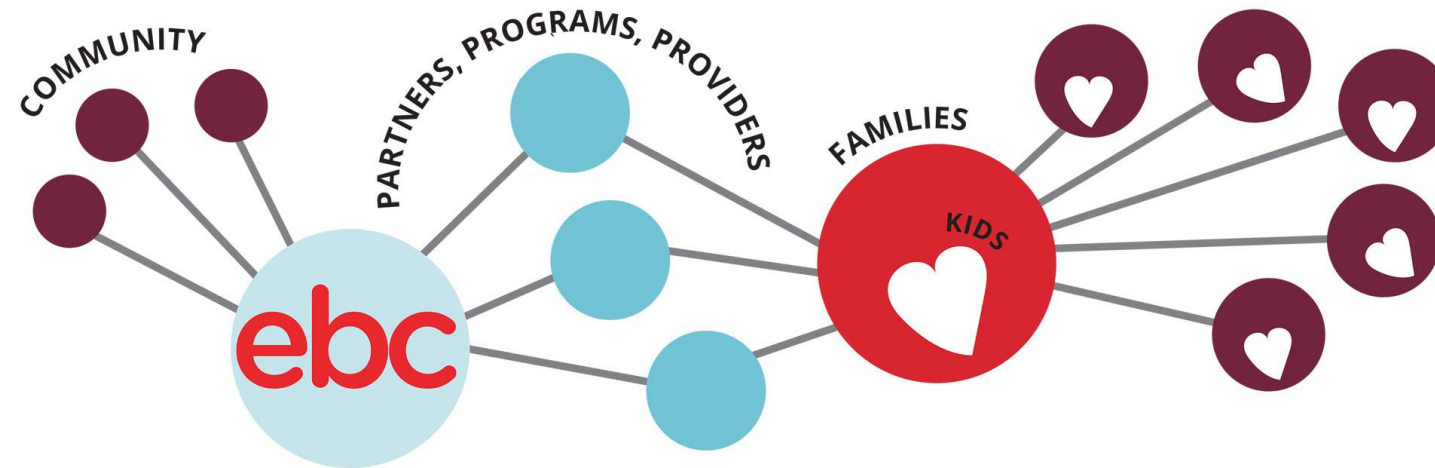 COMMUNITY
PARTNERS, PROGRAMS, PROVIDERS
FAMILIES
KIDS
ebc